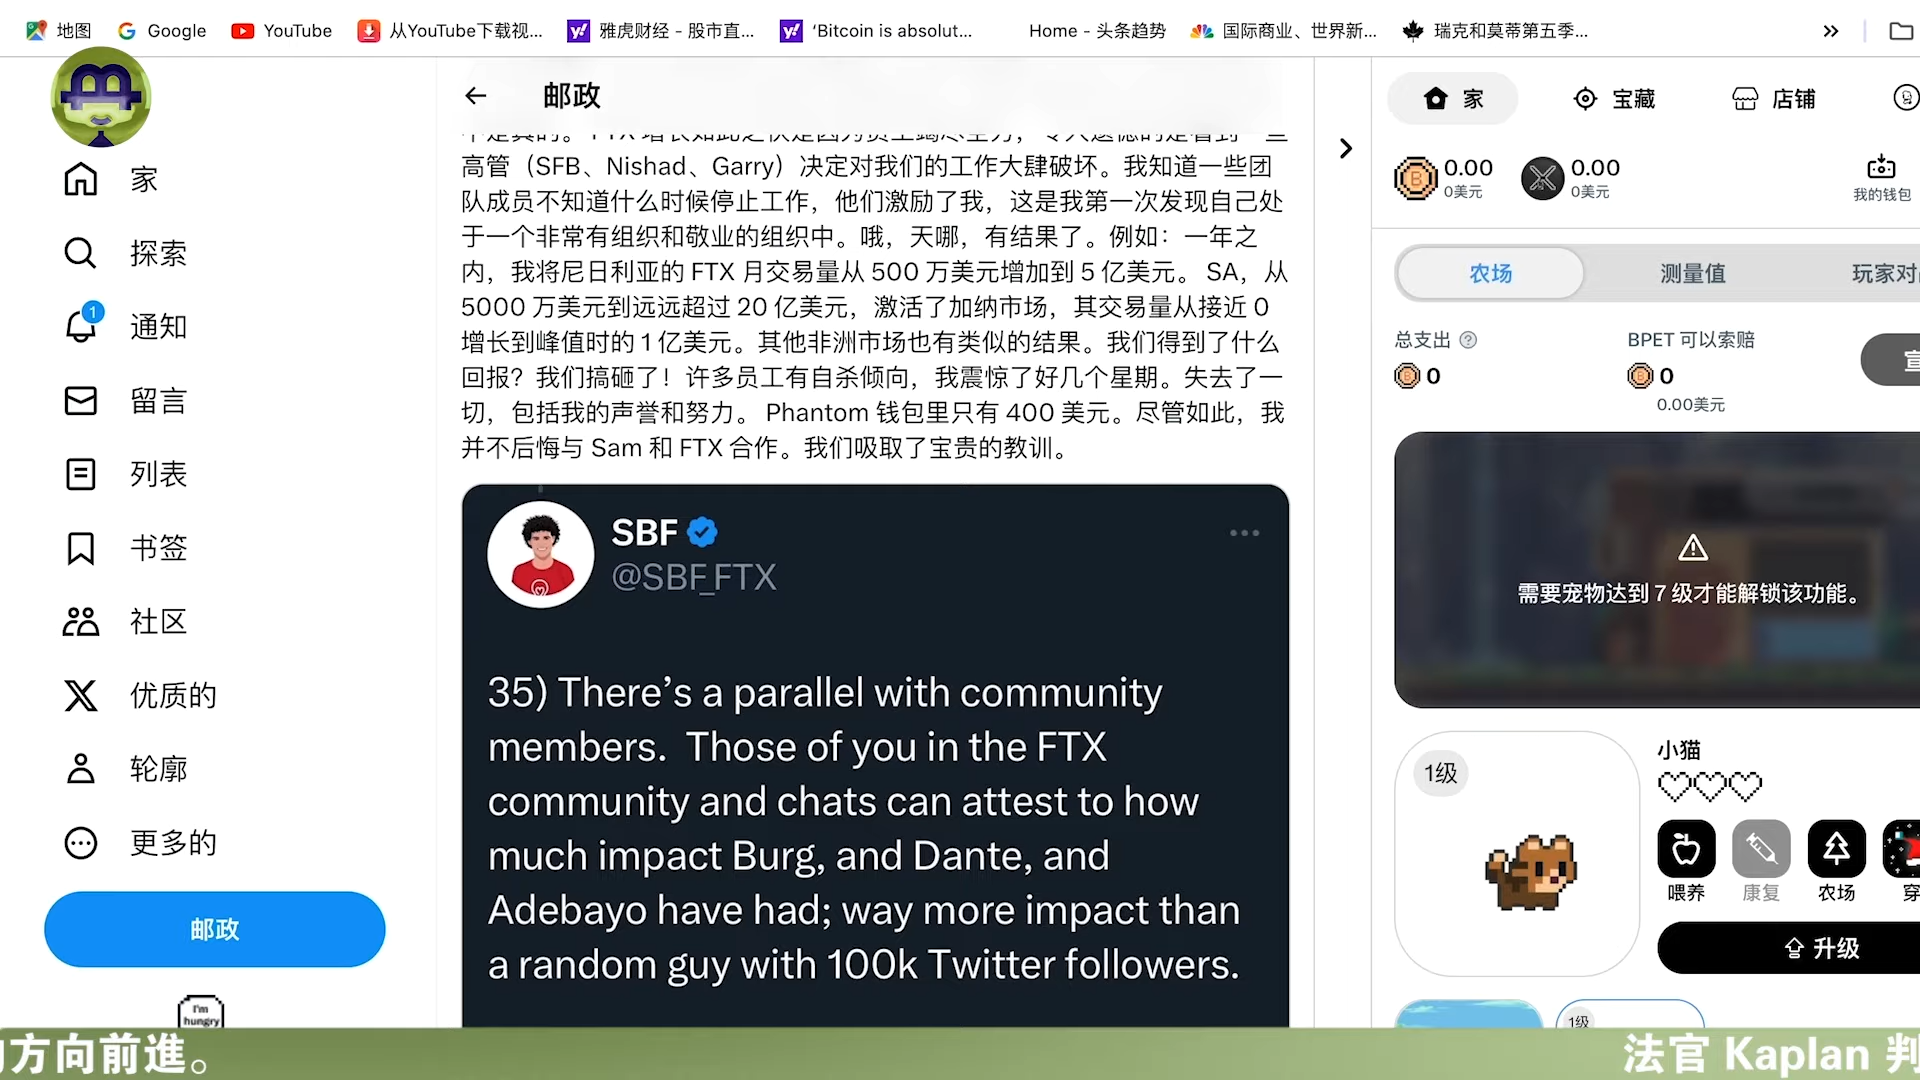 地图
Google
YouTube
从YouTube下载视...
雅虎财经 - 股市直...
‘Bitcoin is absolut...
Home - 头条趋势
国际商业、世界新...
瑞克和莫蒂第五季...
家
探索
1
通知
留言
列表
书签
社区
优质的
轮廓
更多的
邮政
I'm
hungry
邮政
高管（SFB、Nishad、Garry）决定对我们的工作大肆破坏。我知道一些团
队成员不知道什么时候停止工作，他们激励了我，这是我第一次发现自己处
于一个非常有组织和敬业的组织中。哦，天哪，有结果了。例如：一年之
内，我将尼日利亚的 FTX 月交易量从 500 万美元增加到 5 亿美元。 SA，从
5000 万美元到远远超过 20 亿美元，激活了加纳市场，其交易量从接近 0
增长到峰值时的 1 亿美元。其他非洲市场也有类似的结果。我们得到了什么
回报？我们搞砸了！许多员工有自杀倾向，我震惊了好几个星期。失去了一
切，包括我的声誉和努力。 Phantom 钱包里只有 400 美元。尽管如此，我
并不后悔与 Sam 和 FTX 合作。我们吸取了宝贵的教训。
SBF
@SBF_FTX
35) There’s a parallel with community
members.  Those of you in the FTX
community and chats can attest to how
much impact Burg, and Dante, and
Adebayo have had; way more impact than
a random guy with 100k Twitter followers.
家
宝藏
店铺
0.00
0美元
0.00
0美元
我的钱包
农场
测量值
玩家对
总支出
0
BPET 可以索赔
0
0.00美元
需要宠物达到 7 级才能解锁该功能。
1级
小猫
喂养
康复
农场
穿
升级
1级
方向前進。
法官 Kaplan 判